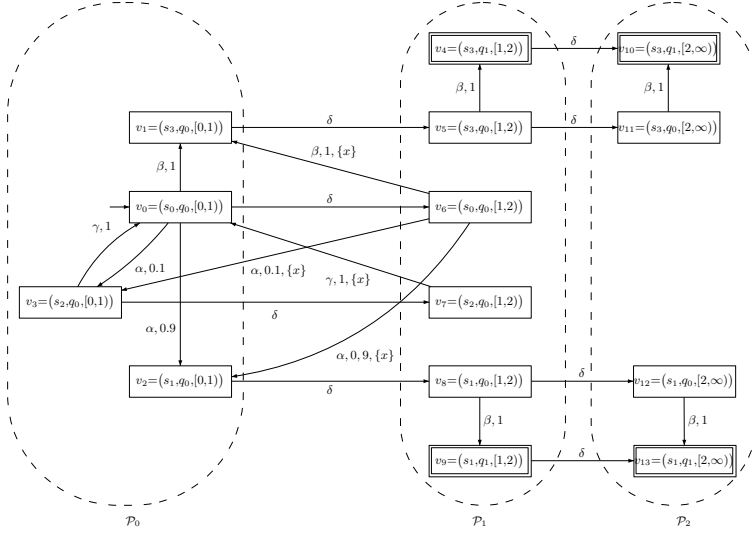 v₄=(s₃,q₁,[1,2)) δ v₁₀=(s₃,q₁,[2,∞))
β,1 β,1
v₁=(s₃,q₀,[0,1)) δ v₅=(s₃,q₀,[1,2)) δ v₁₁=(s₃,q₀,[2,∞))
β,1,{x}
β,1
v₀=(s₀,q₀,[0,1)) δ v₆=(s₀,q₀,[1,2))
γ,1
α,0.1 α,0.1,{x} γ,1,{x}
v₃=(s₂,q₀,[0,1)) δ v₇=(s₂,q₀,[1,2))
α,0.9
α,0,9,{x}
v₂=(s₁,q₀,[0,1)) δ v₈=(s₁,q₀,[1,2)) δ v₁₂=(s₁,q₀,[2,∞))
β,1 β,1
v₉=(s₁,q₁,[1,2)) δ v₁₃=(s₁,q₁,[2,∞))
𝒫₀ 𝒫₁ 𝒫₂